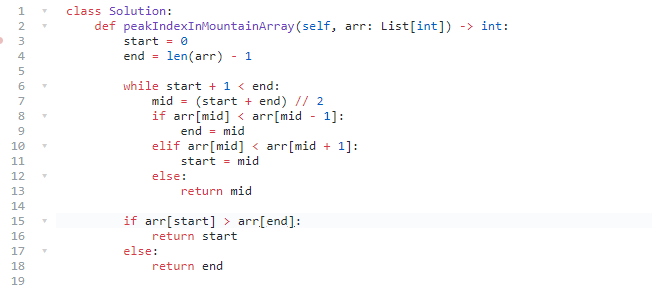 1 class Solution:
2     def peakIndexInMountainArray(self, arr: List[int]) -> int:
3         start = 0
4         end = len(arr) - 1
5
6         while start + 1 < end:
7             mid = (start + end) // 2
8             if arr[mid] < arr[mid - 1]:
9                 end = mid
10             elif arr[mid] < arr[mid + 1]:
11                 start = mid
12             else:
13                 return mid
14
15         if arr[start] > arr[end]:
16             return start
17         else:
18             return end
19